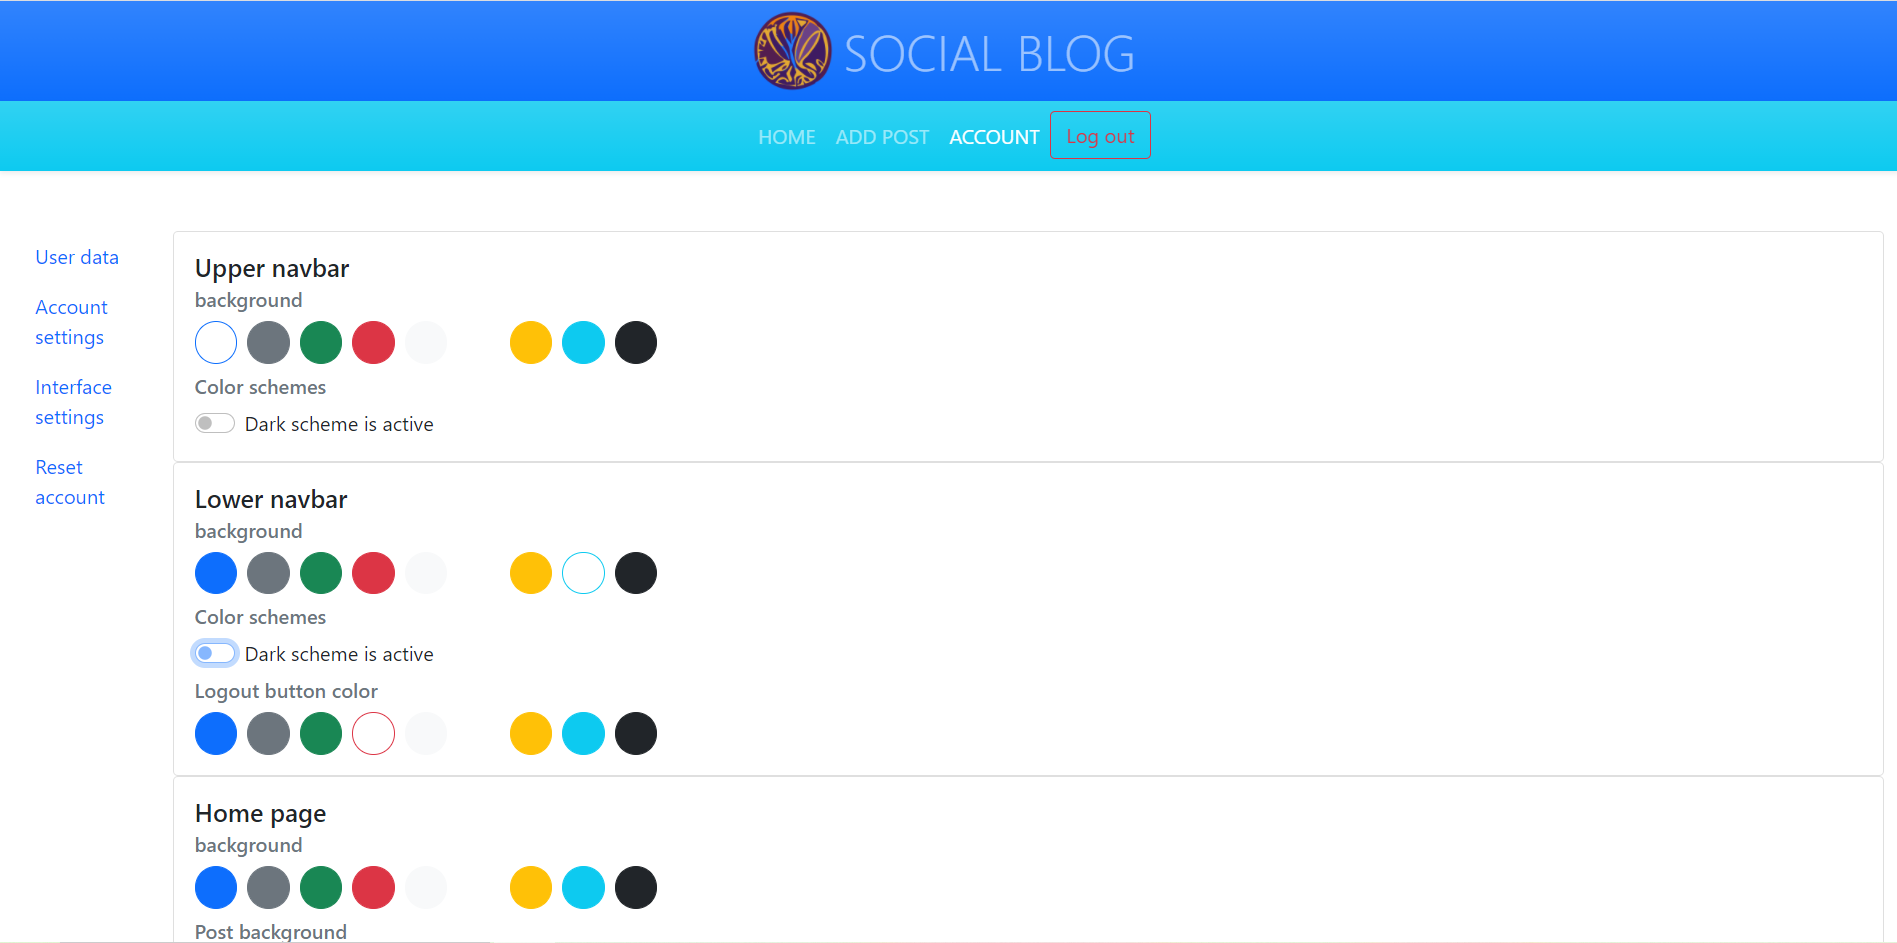 SOCIAL BLOG
HOME ADD POST ACCOUNT Log out
User data
Account
settings
Interface
settings
Reset
account
Upper navbar
background
Color schemes
Dark scheme is active
Lower navbar
background
Color schemes
Dark scheme is active
Logout button color
Home page
background
Post background